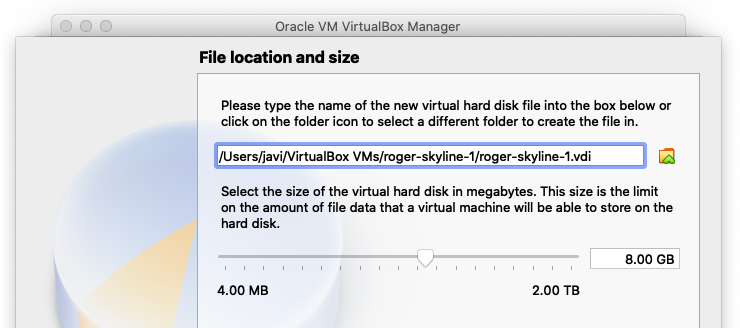 Oracle VM VirtualBox Manager
File location and size
Please type the name of the new virtual hard disk file into the box below or
click on the folder icon to select a different folder to create the file in.
/Users/javi/VirtualBox VMs/roger-skyline-1/roger-skyline-1.vdi
Select the size of the virtual hard disk in megabytes. This size is the limit
on the amount of file data that a virtual machine will be able to store on the
hard disk.
8.00 GB
4.00 MB
2.00 TB